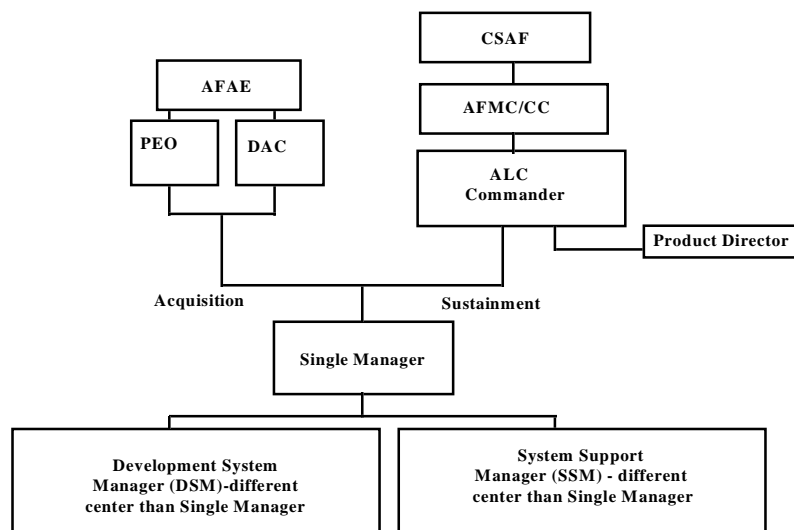 CSAF
AFAE
AFMC/CC
PEO
DAC
ALC
Commander
Product Director
Acquisition
Sustainment
Single Manager
Development System
Manager (DSM)-different
center than Single Manager
System Support
Manager (SSM) - different
center than Single Manager